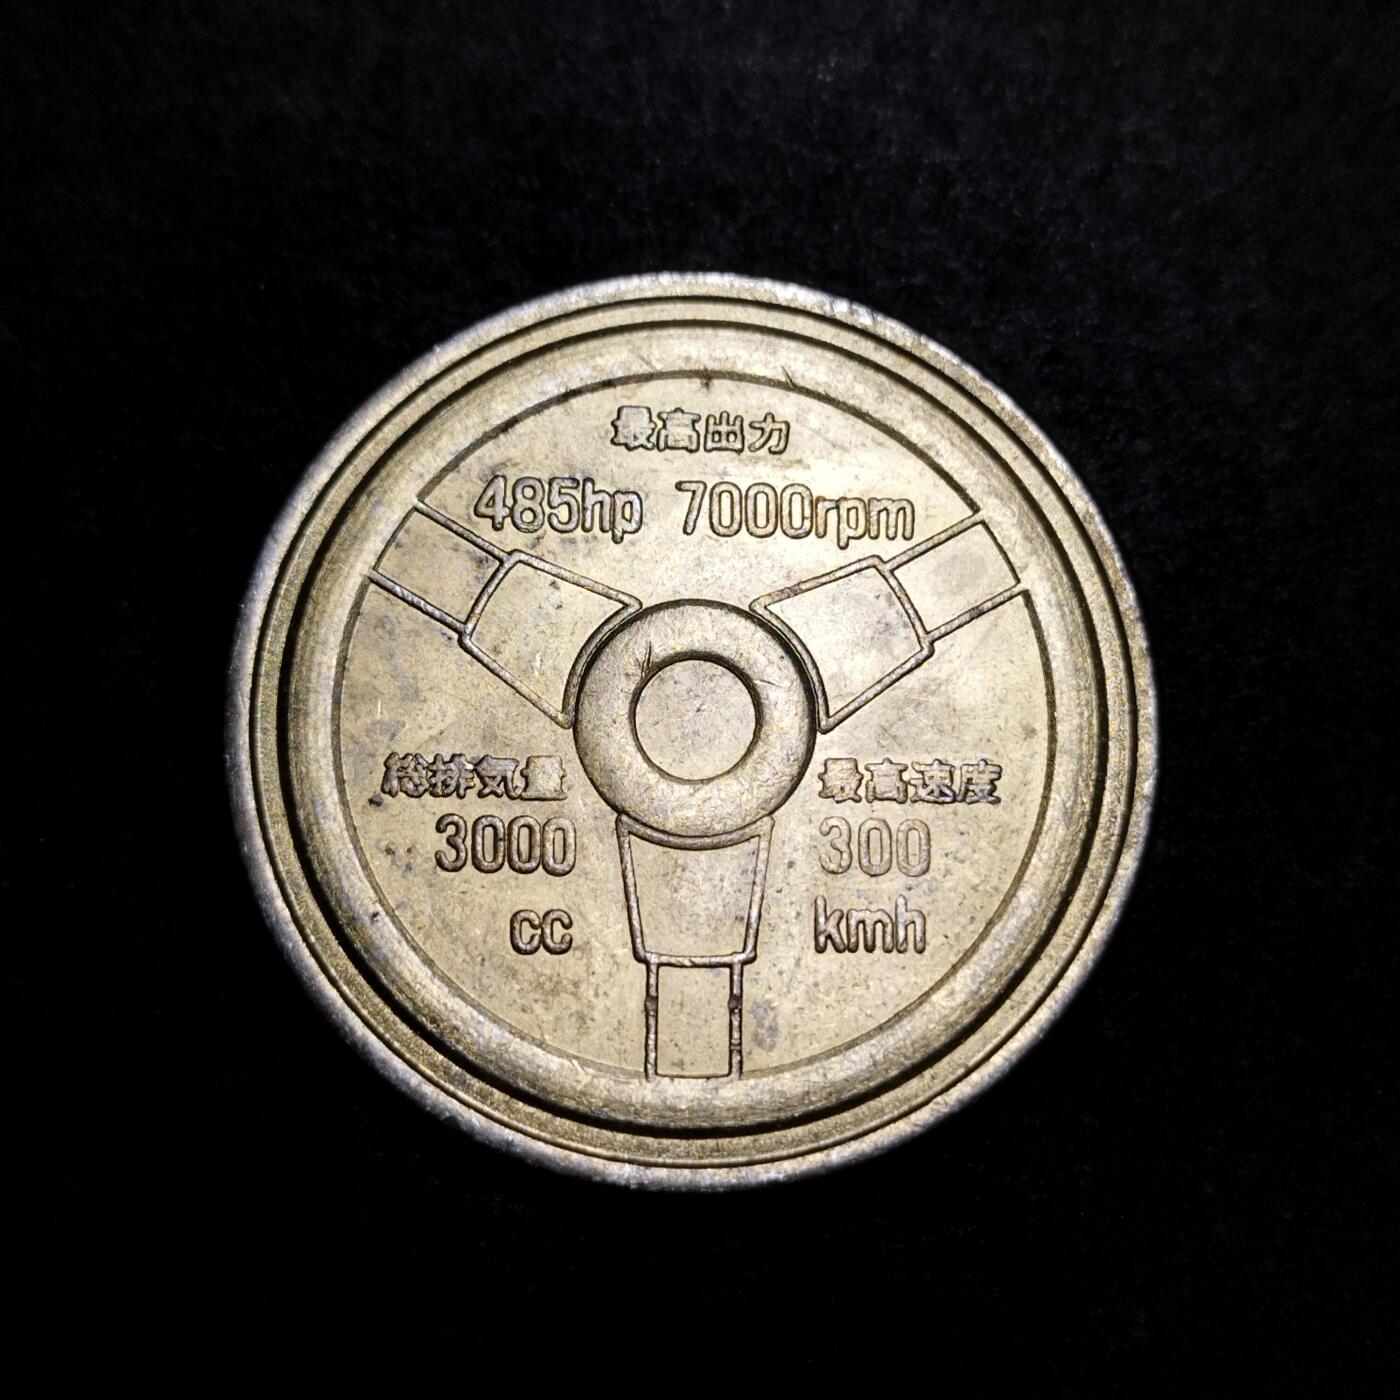 最高出力
485hp 7000rpm
総排気量
3000
cc
最高速度
300
kmh